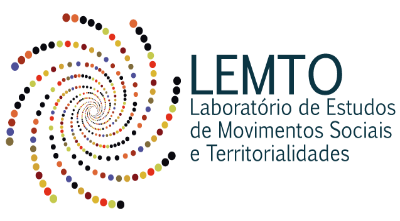 LEMTO
Laboratório de Estudos
de Movimentos Sociais
e Territorialidades